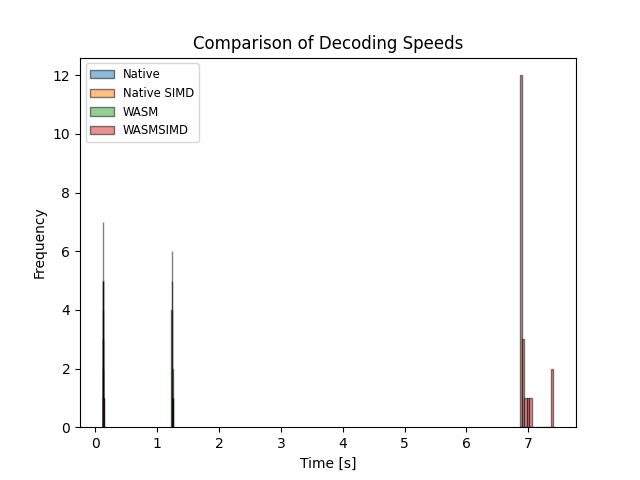 Comparison of Decoding Speeds
Native
Native SIMD
WASM
WASMSIMD
Frequency
12
10
8
6
4
2
0
0 1 2 3 4 5 6 7
Time [s]